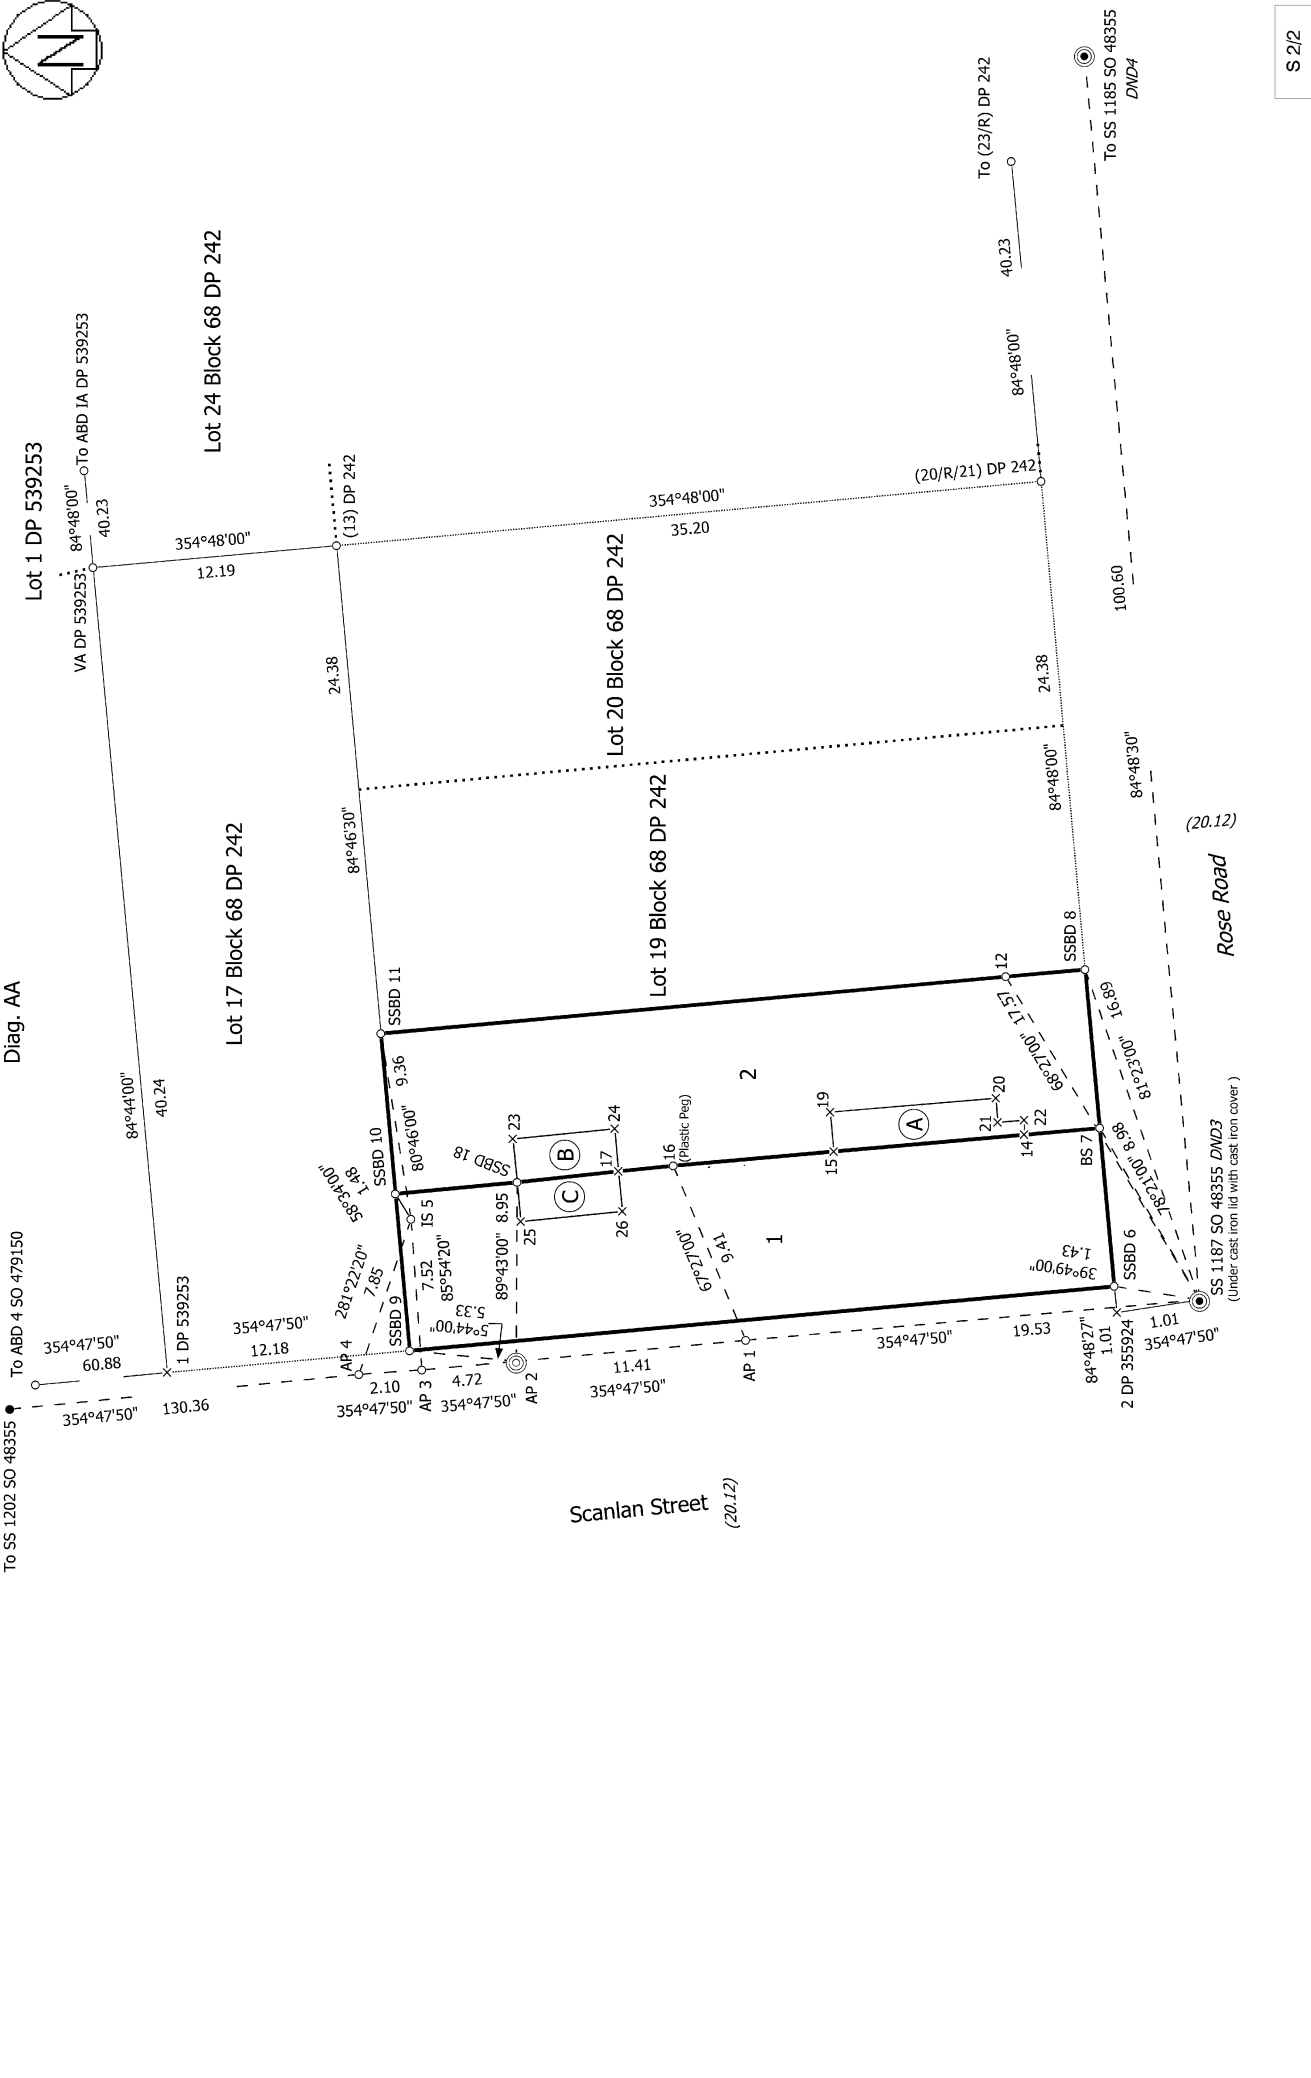 N
Diag. AA
Lot 1 DP 539253
To ABD IA DP 539253
84°48'00"
40.23
VA DP 539253
84°44'00"
40.24
354°48'00"
12.19
Lot 24 Block 68 DP 242
(13) DP 242
Lot 17 Block 68 DP 242
To ABD 4 SO 479150
354°47'50"
60.88
1 DP 539253
To SS 1202 SO 48355
354°47'50"
130.36
354°47'50"
12.18
24.38
84°46'30"
354°48'00"
35.20
Lot 20 Block 68 DP 242
Lot 19 Block 68 DP 242
SSBD 11
9.36
80°46'00"
SSBD 10
58°34'00"
1.48
IS 5
281°22'20"
7.85
SSBD 9
7.52
85°54'20"
AP 4
2.10
354°47'50"
AP 3
4.72
354°47'50"
5°44'00"
5.33
89°43'00"
8.95
AP 2
SSBD 18
23
B
24
17
C
25
26
16
(Plastic Peg)
67°27'00"
9.41
11.41
354°47'50"
AP 1
1
2
19
15
A
20
21
22
14
12
17.57
68°27'00"
BS 7
SSBD 8
16.89
81°23'00"
8.98
78°21'00"
SSBD 6
39°49'00"
1.43
354°47'50"
19.53
84°48'27"
1.01
2 DP 355924
1.01
354°47'50"
SS 1187 SO 48355 DND3
(Under cast iron lid with cast iron cover )
(20/R/21) DP 242
84°48'00"
40.23
To (23/R) DP 242
24.38
84°48'00"
100.60
84°48'30"
To SS 1185 SO 48355
DND4
Rose Road
(20.12)
Scanlan Street
(20.12)
S 2/2